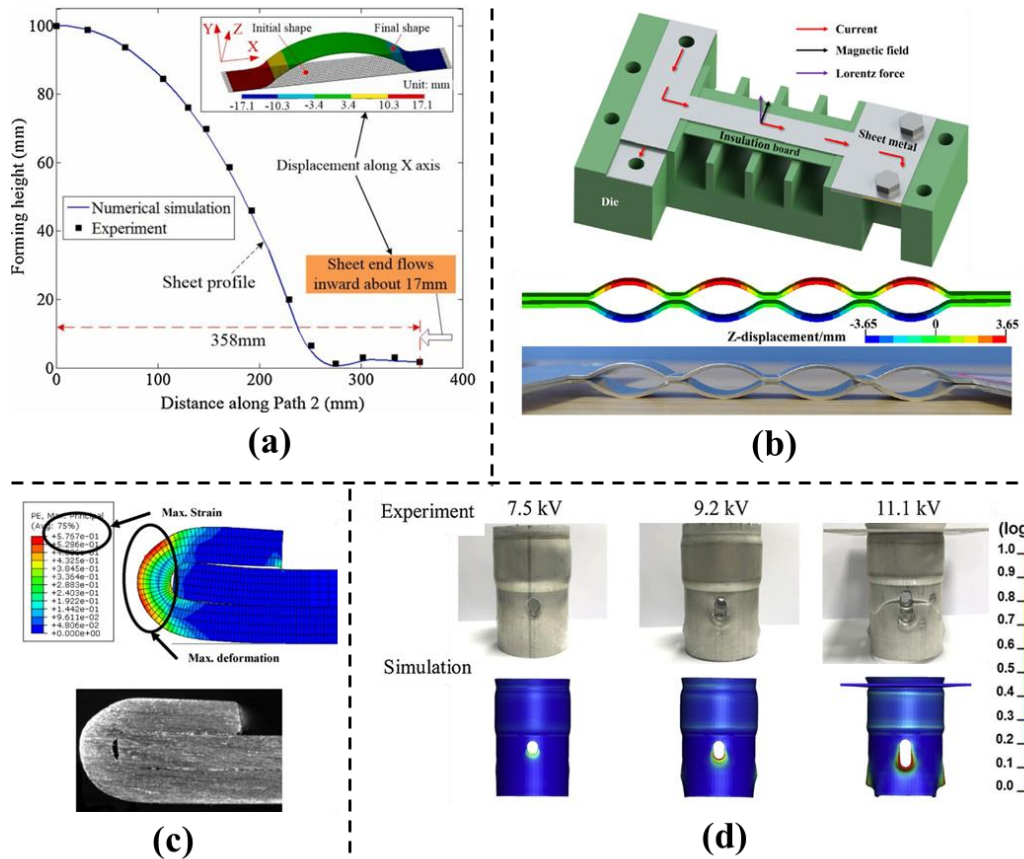 100
80
60
40
20
0
Forming height (mm)
0
100
200
300
400
Distance along Path 2 (mm)
Y
Z
X
Initial shape
Final shape
Unit: mm
-17.1
-10.3
-3.4
3.4
10.3
17.1
Displacement along X axis
Numerical simulation
Experiment
Sheet profile
Sheet end flows
inward about 17mm
358mm
(a)
Current
Magnetic field
Lorentz force
Sheet metal
Insulation board
Die
-3.65
0
3.65
Z-displacement/mm
(b)
PE, Max. Principal
(Avg: 75%)
+5.767e-01
+5.286e-01
+4.325e-01
+3.364e-01
+2.883e-01
+2.403e-01
+1.922e-01
+1.442e-01
+9.611e-02
+4.806e-02
+0.000e+00
Max. Strain
Max. deformation
(c)
Experiment
7.5 kV
9.2 kV
11.1 kV
Simulation
(log
1.0
0.9
0.8
0.7
0.6
0.5
0.4
0.3
0.2
0.1
0.0
(d)